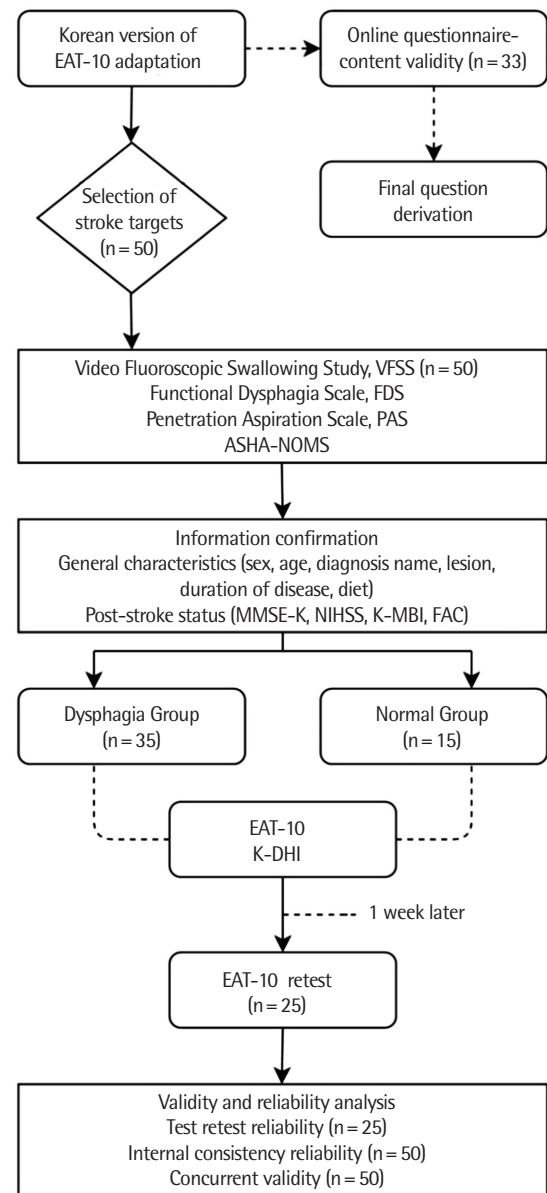 Korean version of
EAT-10 adaptation
Online questionnaire-
content validity (n=33)
Selection of
stroke targets
(n=50)
Final question
derivation
Video Fluoroscopic Swallowing Study, VFSS (n=50)
Functional Dysphagia Scale, FDS
Penetration Aspiration Scale, PAS
ASHA-NOMS
Information confirmation
General characteristics (sex, age, diagnosis name, lesion,
duration of disease, diet)
Post-stroke status (MMSE-K, NIHSS, K-MBI, FAC)
Dysphagia Group
(n=35)
Normal Group
(n=15)
EAT-10
K-DHI
1 week later
EAT-10 retest
(n=25)
Validity and reliability analysis
Test retest reliability (n=25)
Internal consistency reliability (n=50)
Concurrent validity (n=50)